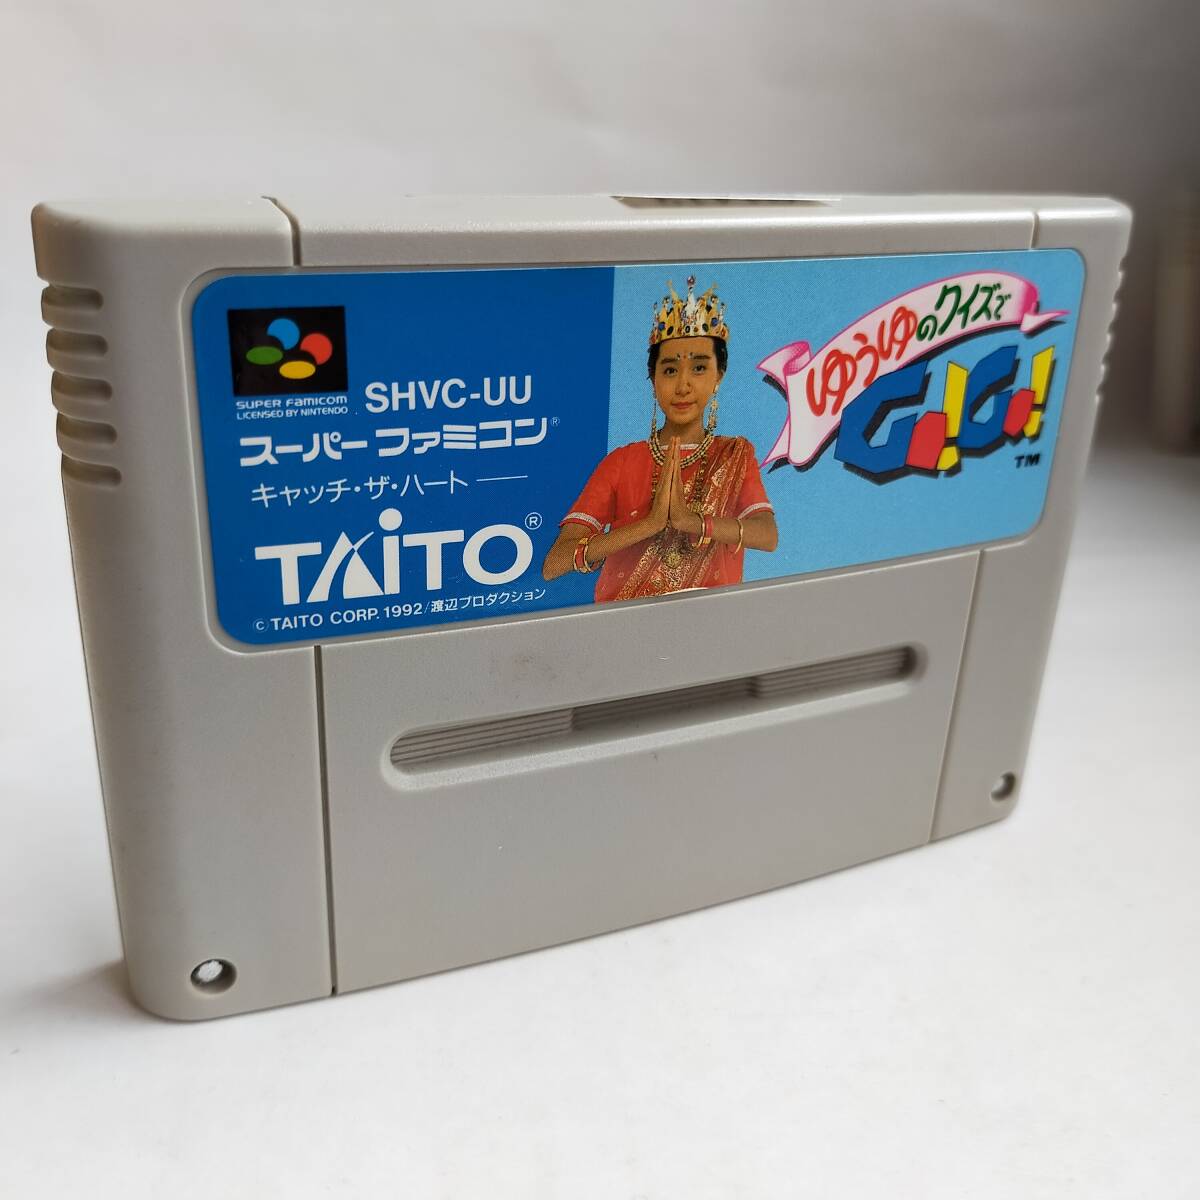 SUPER FAMICOM
LICENSED BY NINTENDO
SHVC-UU
スーパーファミコン®
キャッチ・ザ・ハート
TAITO®
© TAITO CORP. 1992/渡辺プロダクション
ゆうゆのクイズで
GO!GO!
TM